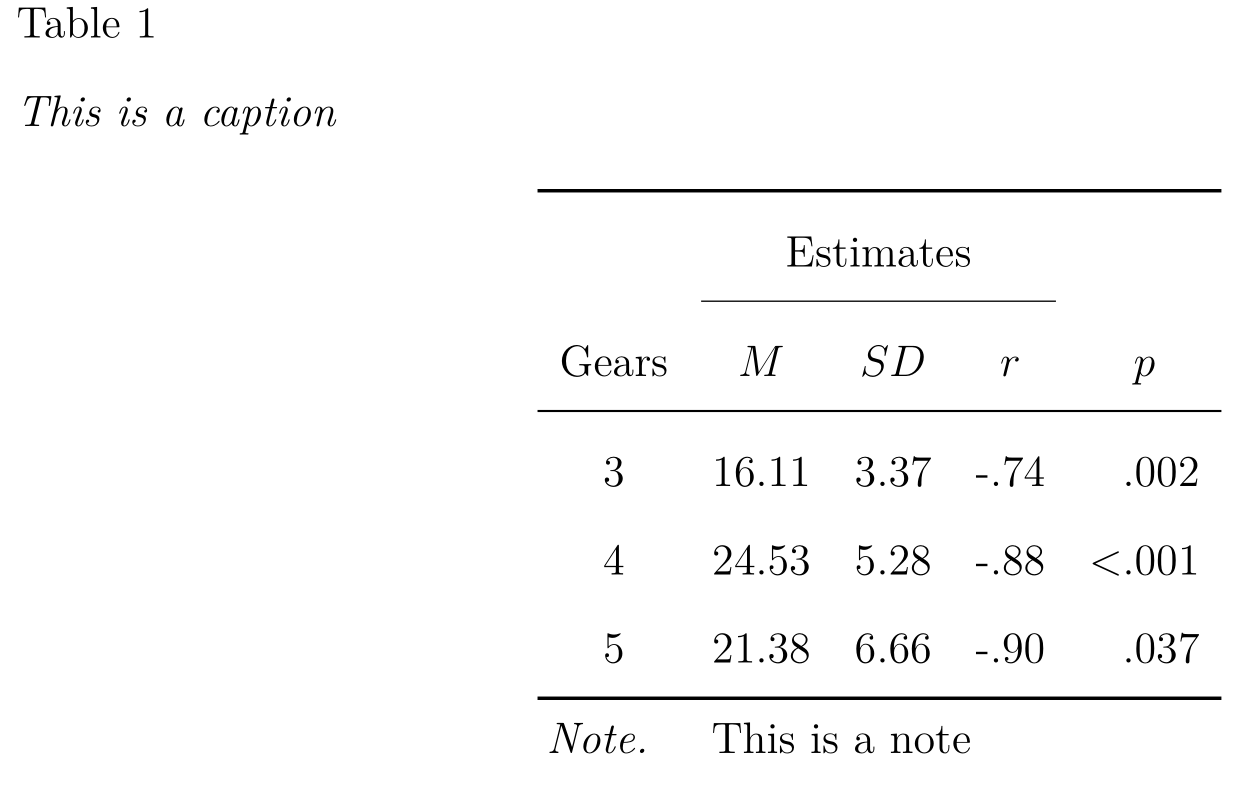 Table 1
This is a caption
Estimates
Gears M SD r p
3 16.11 3.37 -.74 .002
4 24.53 5.28 -.88 <.001
5 21.38 6.66 -.90 .037
Note. This is a note